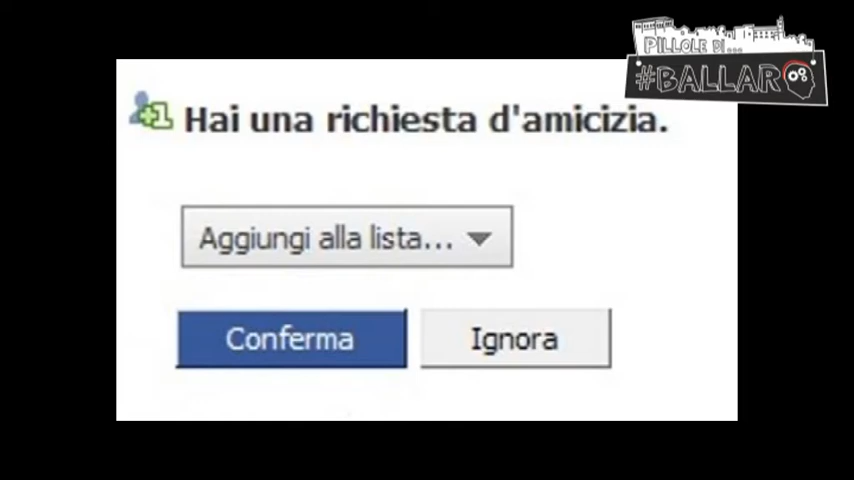 PILLOLE DI...
#BALLARÒ
Hai una richiesta d'amicizia.
Aggiungi alla lista...
Conferma
Ignora